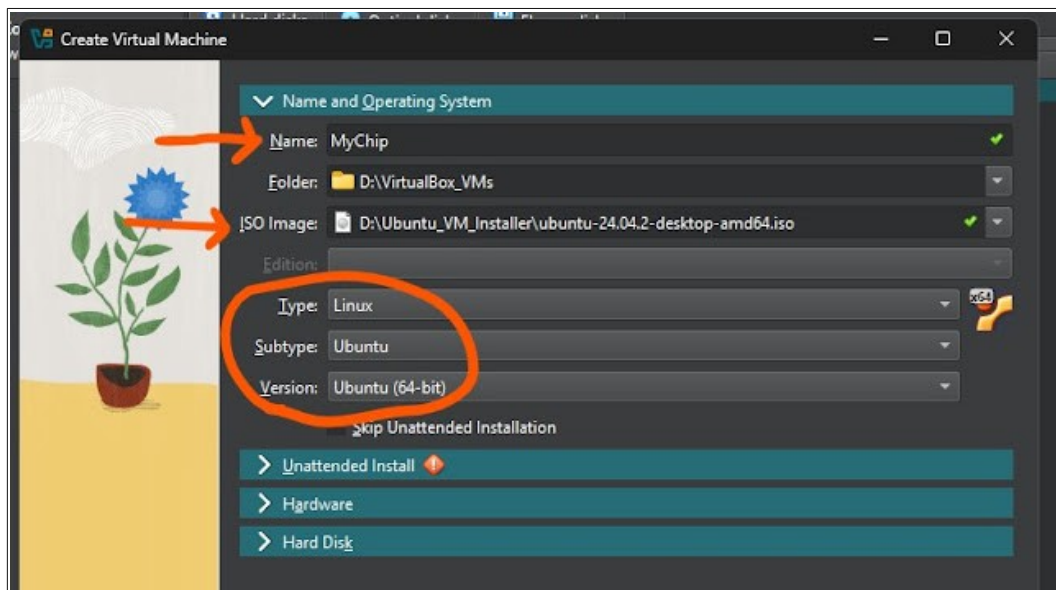 Create Virtual Machine
Name and Operating System
Name: MyChip
Folder: D:\VirtualBox_VMs
ISO Image: D:\Ubuntu_VM_Installer\ubuntu-24.04.2-desktop-amd64.iso
Edition:
x64
Type: Linux
Subtype: Ubuntu
Version: Ubuntu (64-bit)
Skip Unattended Installation
Unattended Install
Hardware
Hard Disk